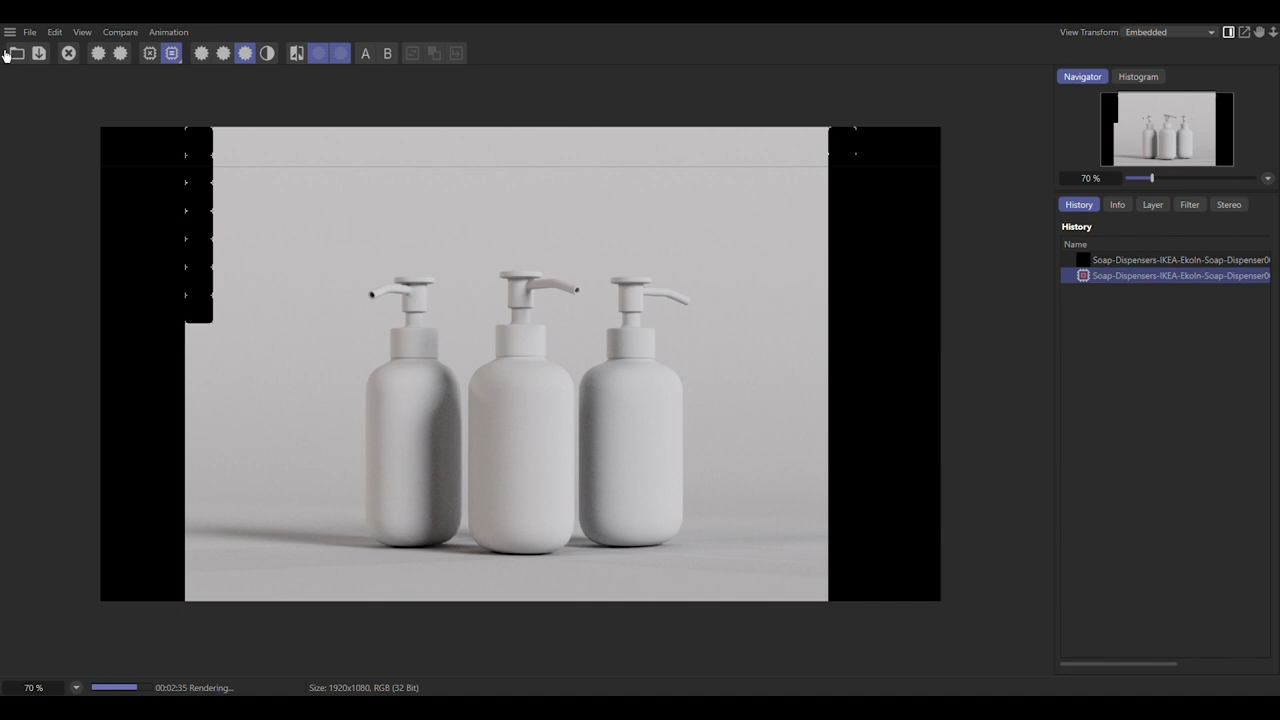 File Edit View Compare Animation
View Transform Embedded
A B
Navigator Histogram
70 %
History Info Layer Filter Stereo
History
Name
Soap-Dispensers-IKEA-Ekoln-Soap-Dispenser0
Soap-Dispensers-IKEA-Ekoln-Soap-Dispenser0
70 % 00:02:35 Rendering... Size: 1920x1080, RGB (32 Bit)